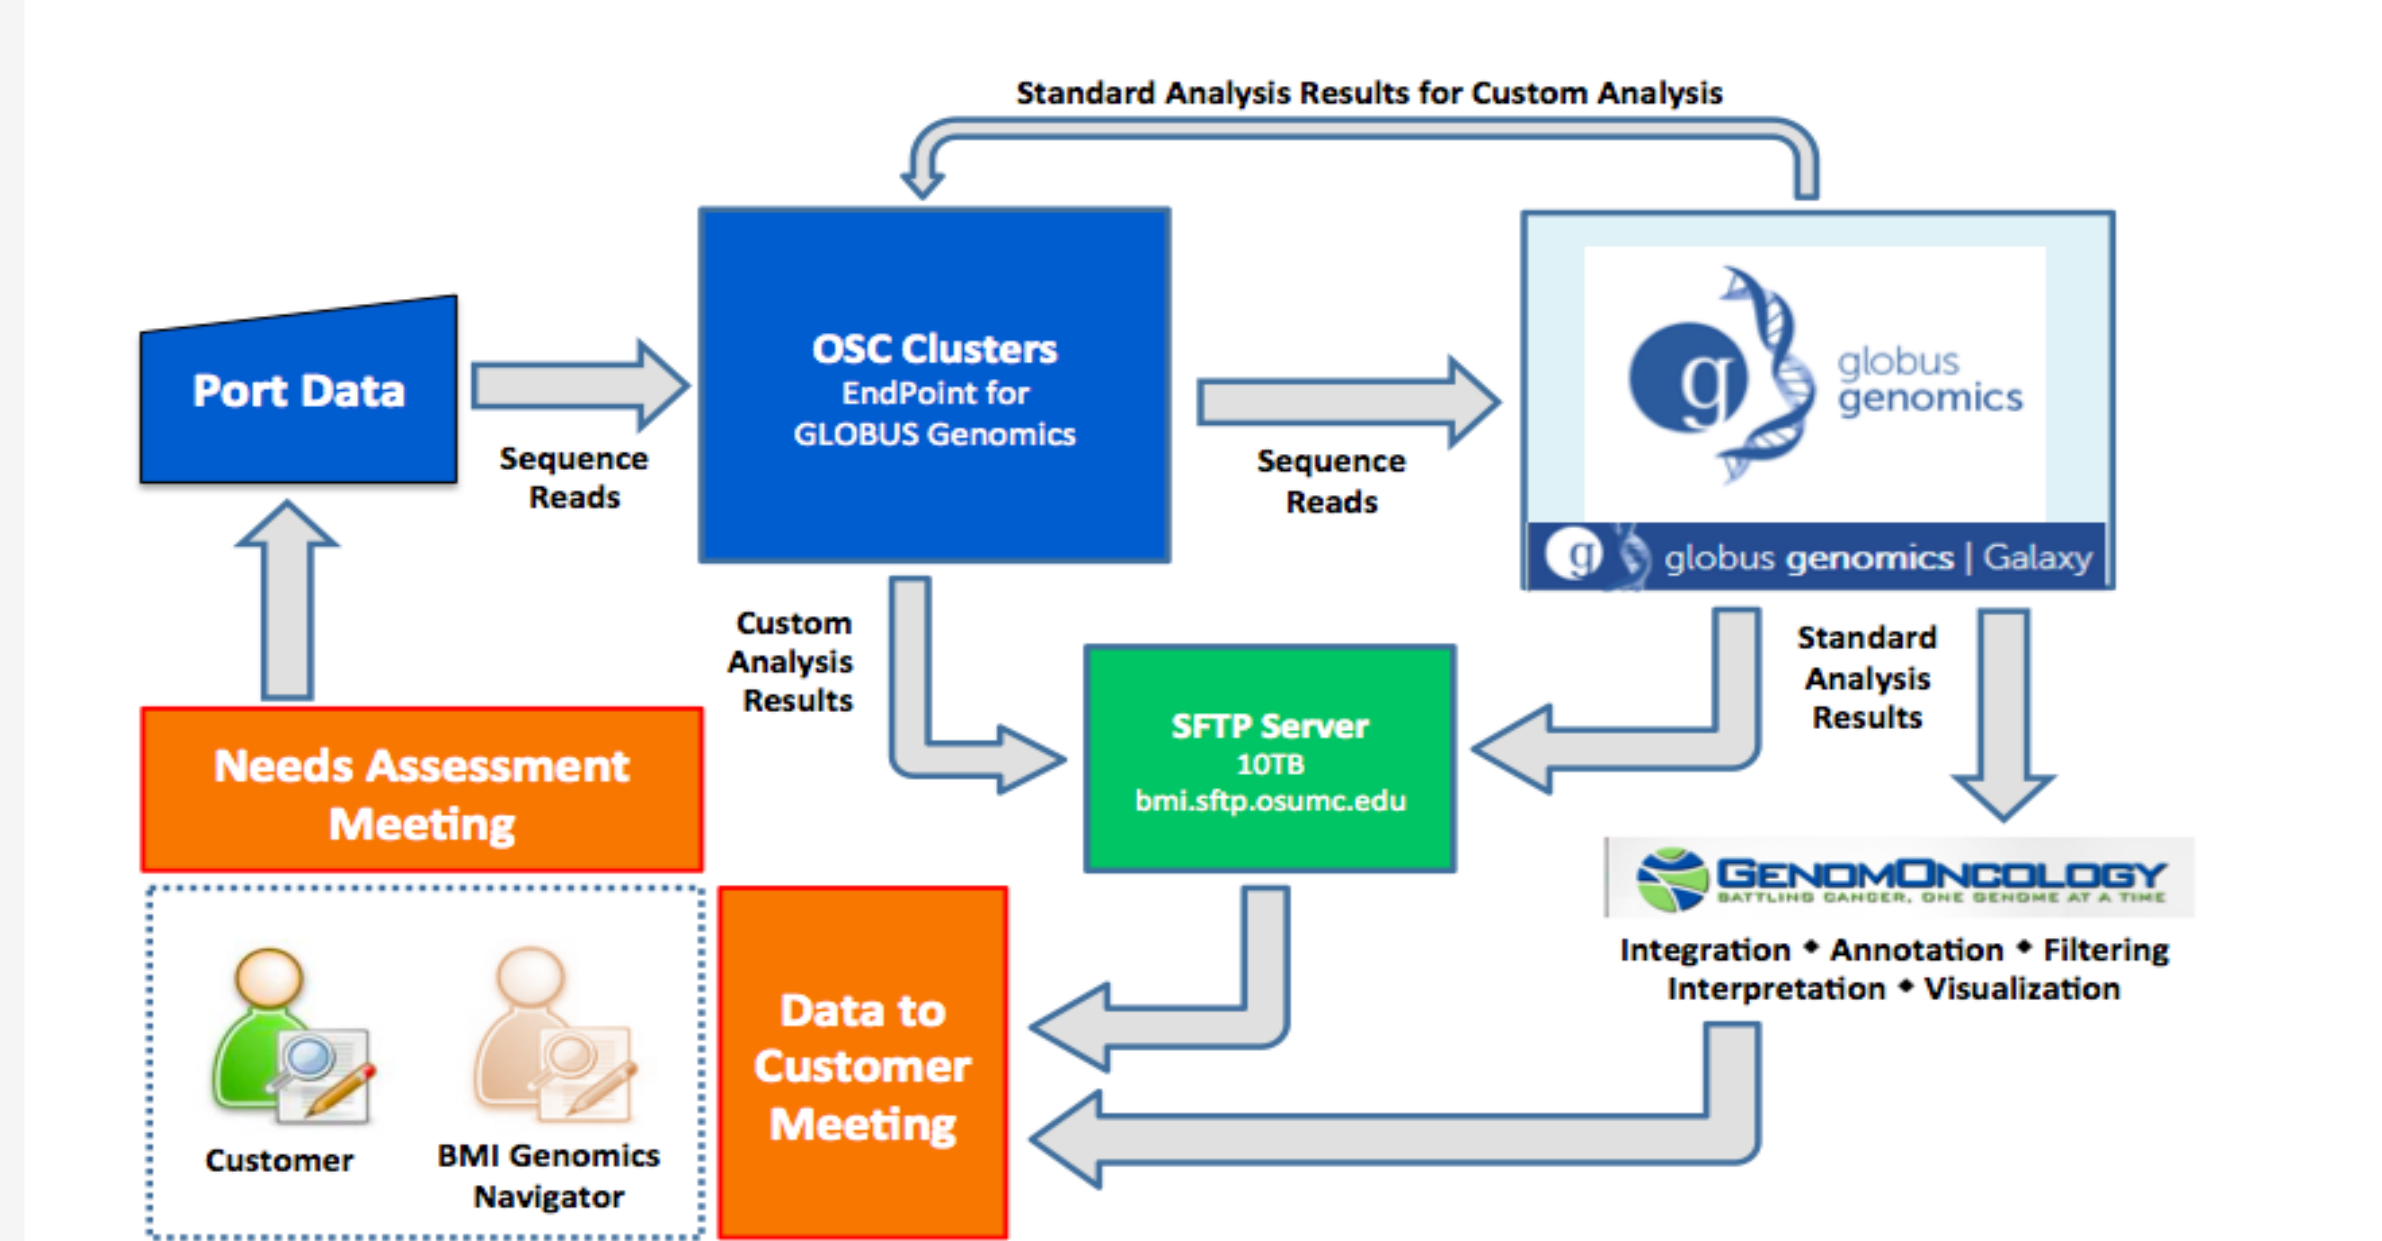 Standard Analysis Results for Custom Analysis
Port Data
Sequence
Reads
OSC Clusters
EndPoint for
GLOBUS Genomics
Sequence
Reads
g
globus
genomics
g globus genomics | Galaxy
Custom
Analysis
Results
SFTP Server
10TB
bmi.sftp.osumc.edu
Standard
Analysis
Results
Needs Assessment
Meeting
GENOMONCOLOGY
BATTLING CANCER, ONE GENOME AT A TIME
Integration ◆ Annotation ◆ Filtering
Interpretation ◆ Visualization
Data to
Customer
Meeting
Customer
BMI Genomics
Navigator